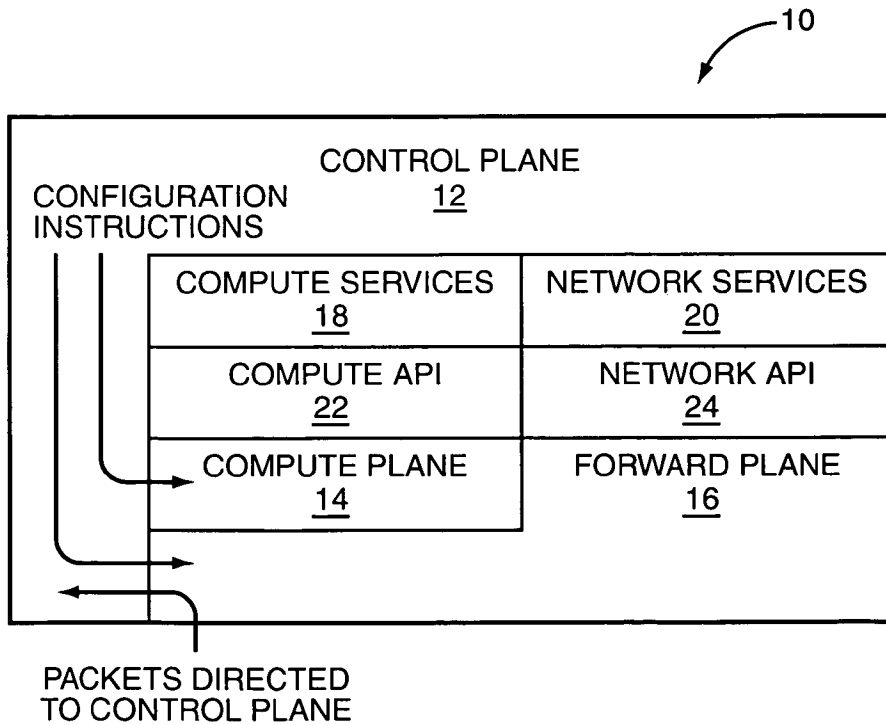 10
CONTROL PLANE
12
CONFIGURATION
INSTRUCTIONS
COMPUTE SERVICES
18
NETWORK SERVICES
20
COMPUTE API
22
NETWORK API
24
COMPUTE PLANE
14
FORWARD PLANE
16
PACKETS DIRECTED
TO CONTROL PLANE